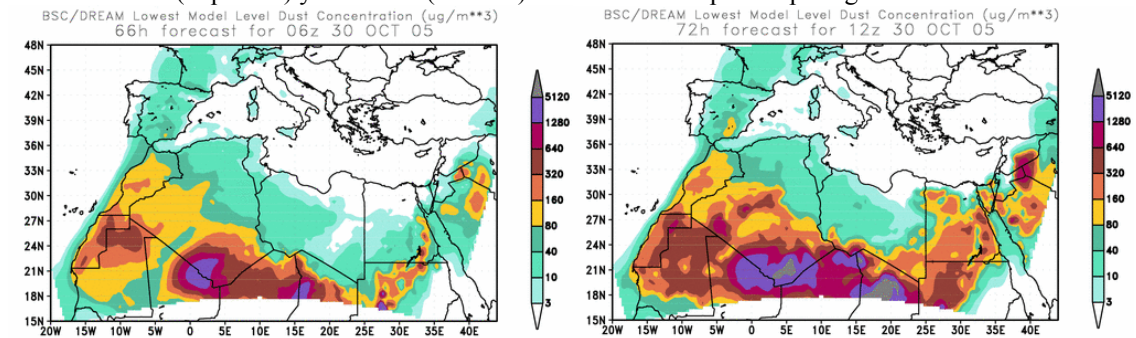 y
BSC/DREAM Lowest Model Level Dust Concentration (ug/m**3)
66h forecast for 06z 30 OCT 05
48N
45N
42N
39N
36N
33N
30N
27N
24N
21N
18N
15N
20W 15W 10W 5W 0 5E 10E 15E 20E 25E 30E 35E 40E
5120
1280
640
320
160
80
40
10
3
BSC/DREAM Lowest Model Level Dust Concentration (ug/m**3)
72h forecast for 12z 30 OCT 05
48N
45N
42N
39N
36N
33N
30N
27N
24N
21N
18N
15N
20W 15W 10W 5W 0 5E 10E 15E 20E 25E 30E 35E 40E
5120
1280
640
320
160
80
40
10
3